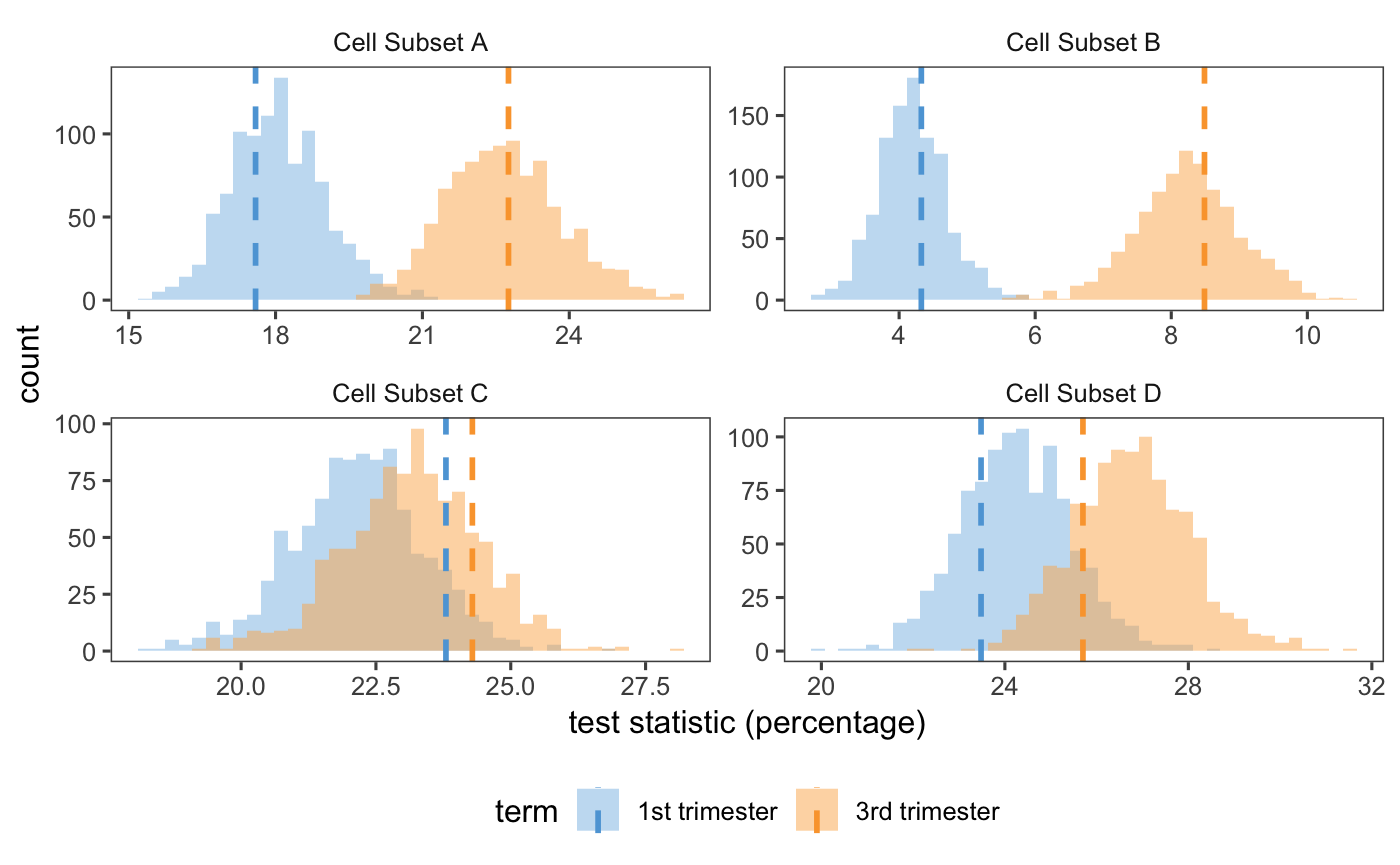 Cell Subset A
Cell Subset B
100
50
0
15 18 21 24
150
100
50
0
4 6 8 10
count
Cell Subset C
Cell Subset D
100
75
50
25
0
20.0 22.5 25.0 27.5
100
75
50
25
0
20 24 28 32
test statistic (percentage)
term 1st trimester 3rd trimester